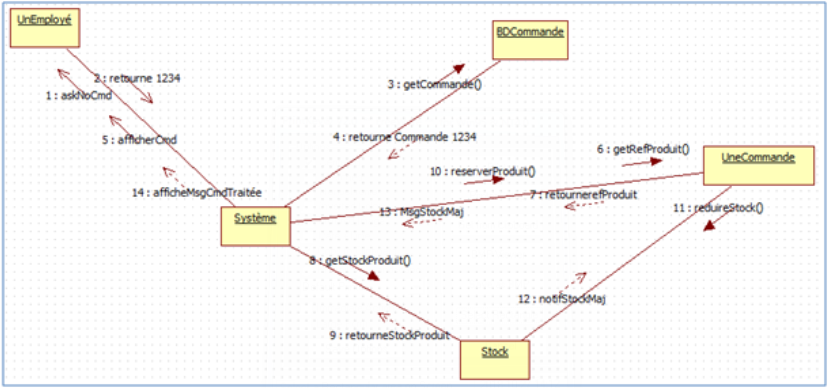 UnEmployé
BDCommande
2 : retourne 1234
3 : getCommande()
1 : askNoCmd
4 : retourne Commande 1234
5 : afficherCmd
6 : getRefProduit()
UneCommande
10 : reserverProduit()
14 : afficheMsgCmdTraitée
7 : retournerefProduit
13 : MsgStockMaj
11 : reduireStock()
Système
8 : getStockProduit()
12 : notifStockMaj
9 : retourneStockProduit
Stock